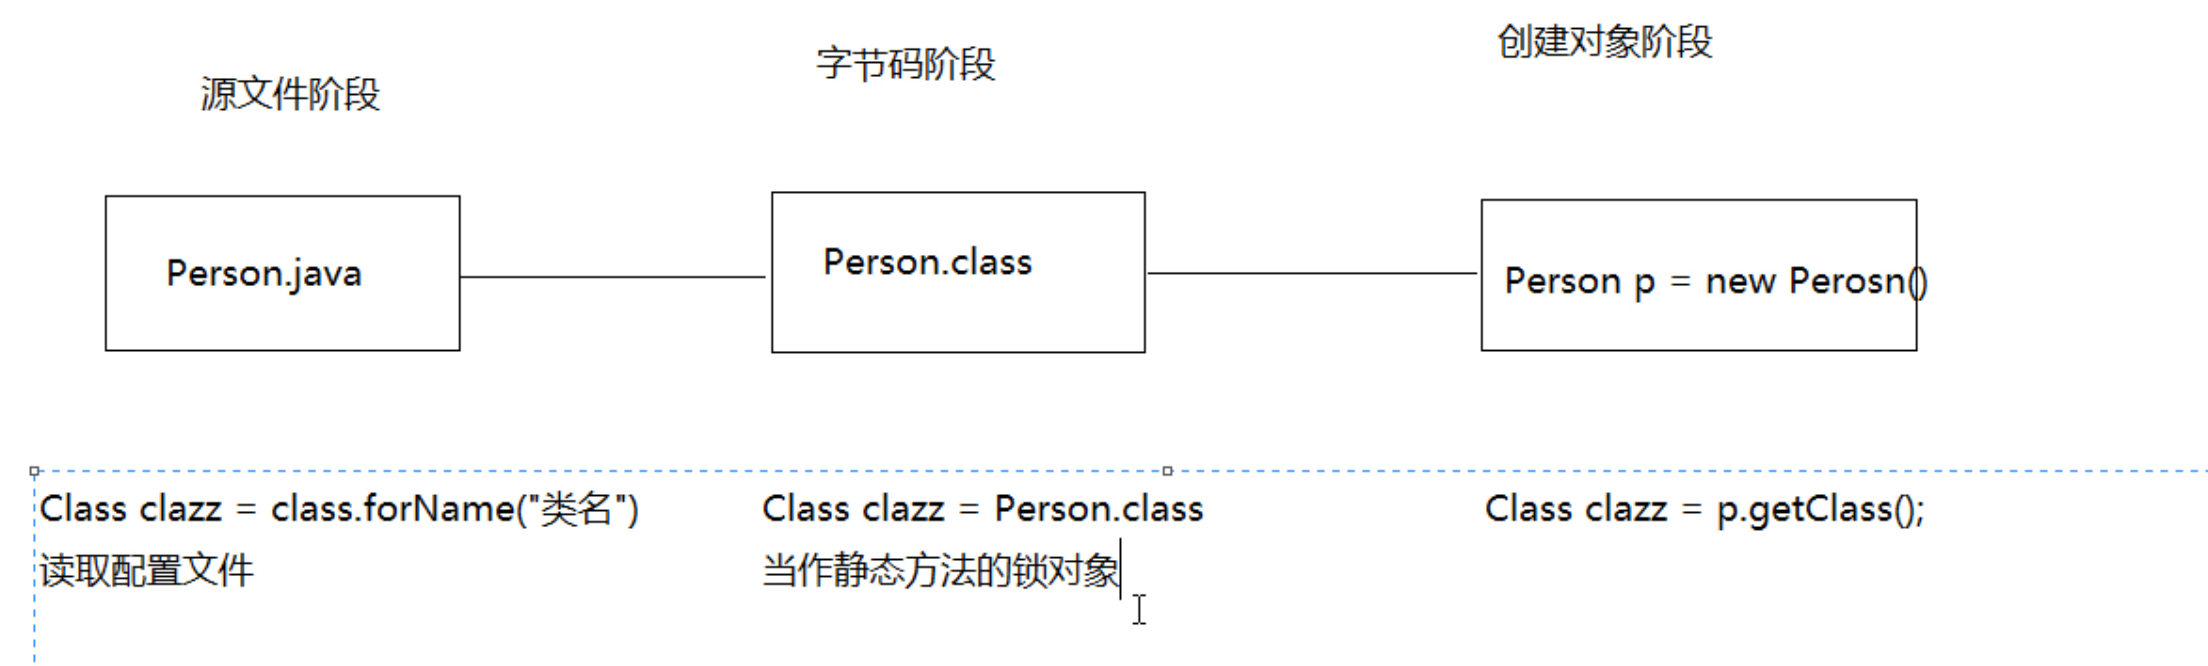 源文件阶段
字节码阶段
创建对象阶段
Person.java
Person.class
Person p = new Perosn()
Class clazz = class.forName("类名")
读取配置文件
Class clazz = Person.class
当作静态方法的锁对象
Class clazz = p.getClass();